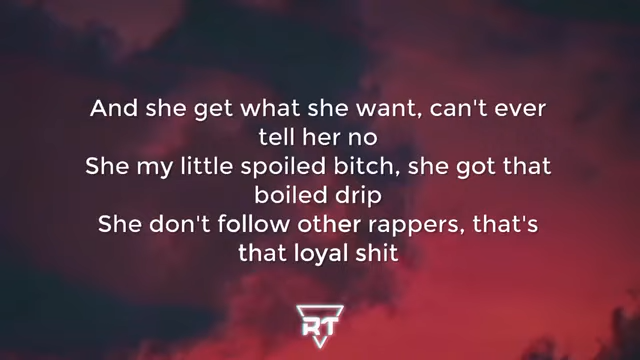 And she get what she want, can't ever
tell her no
She my little spoiled bitch, she got that
boiled drip
She don't follow other rappers, that's
that loyal shit
RT